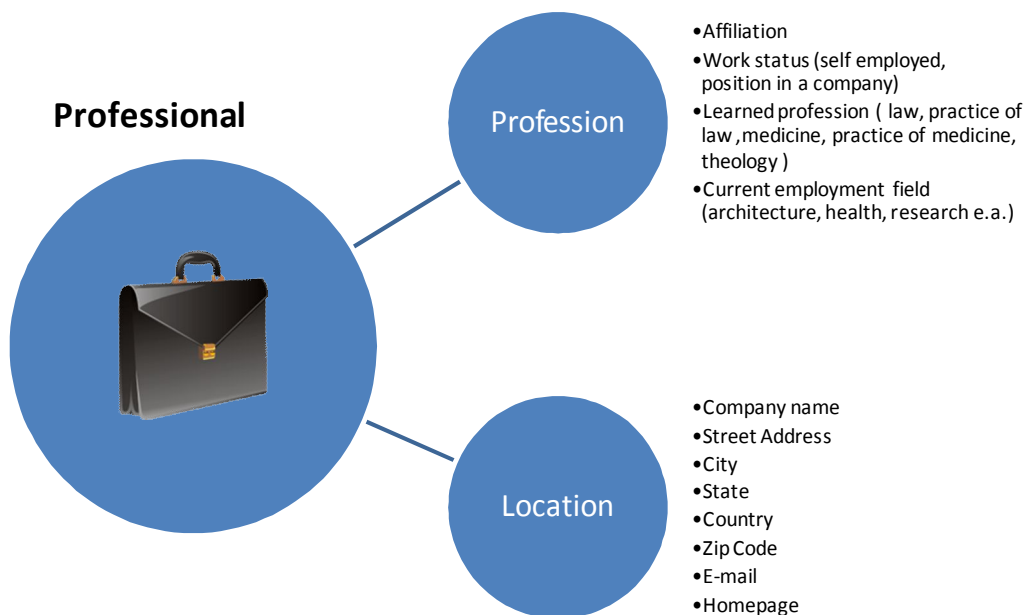 Professional
Profession
•Affiliation
•Work status (self employed,
position in a company)
•Learned profession ( law, practice of
law ,medicine, practice of medicine,
theology )
•Current employment field
(architecture, health, research e.a.)
Location
•Company name
•Street Address
•City
•State
•Country
•Zip Code
•E-mail
•Homepage